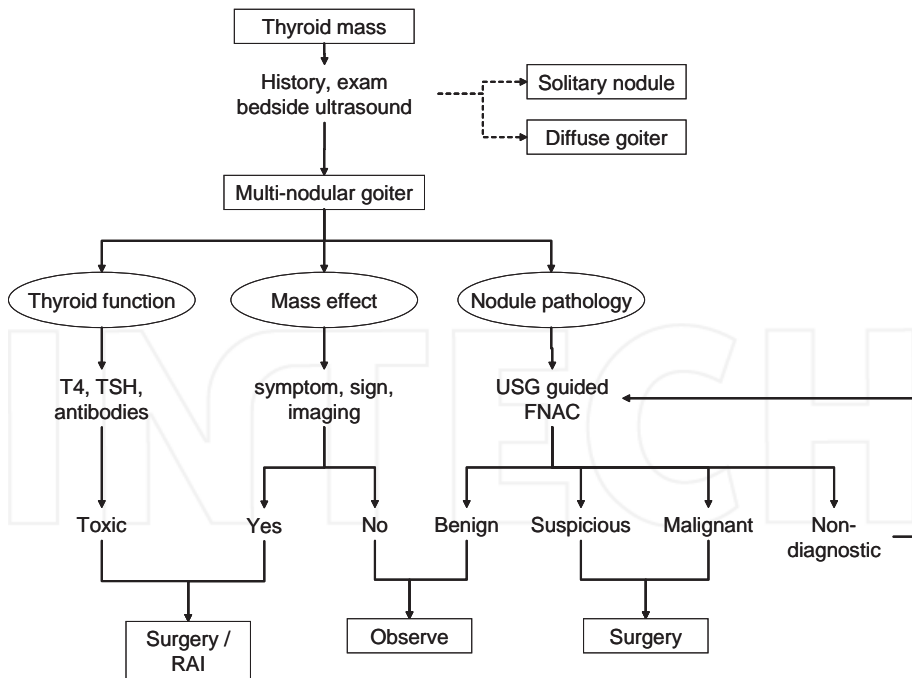 Thyroid mass
History, exam
bedside ultrasound
Solitary nodule
Diffuse goiter
Multi-nodular goiter
Thyroid function
Mass effect
Nodule pathology
T4, TSH,
antibodies
symptom, sign,
imaging
USG guided
FNAC
INTECH
Toxic
Yes
No
Benign
Suspicious
Malignant
Non-
diagnostic
Surgery /
RAI
Observe
Surgery